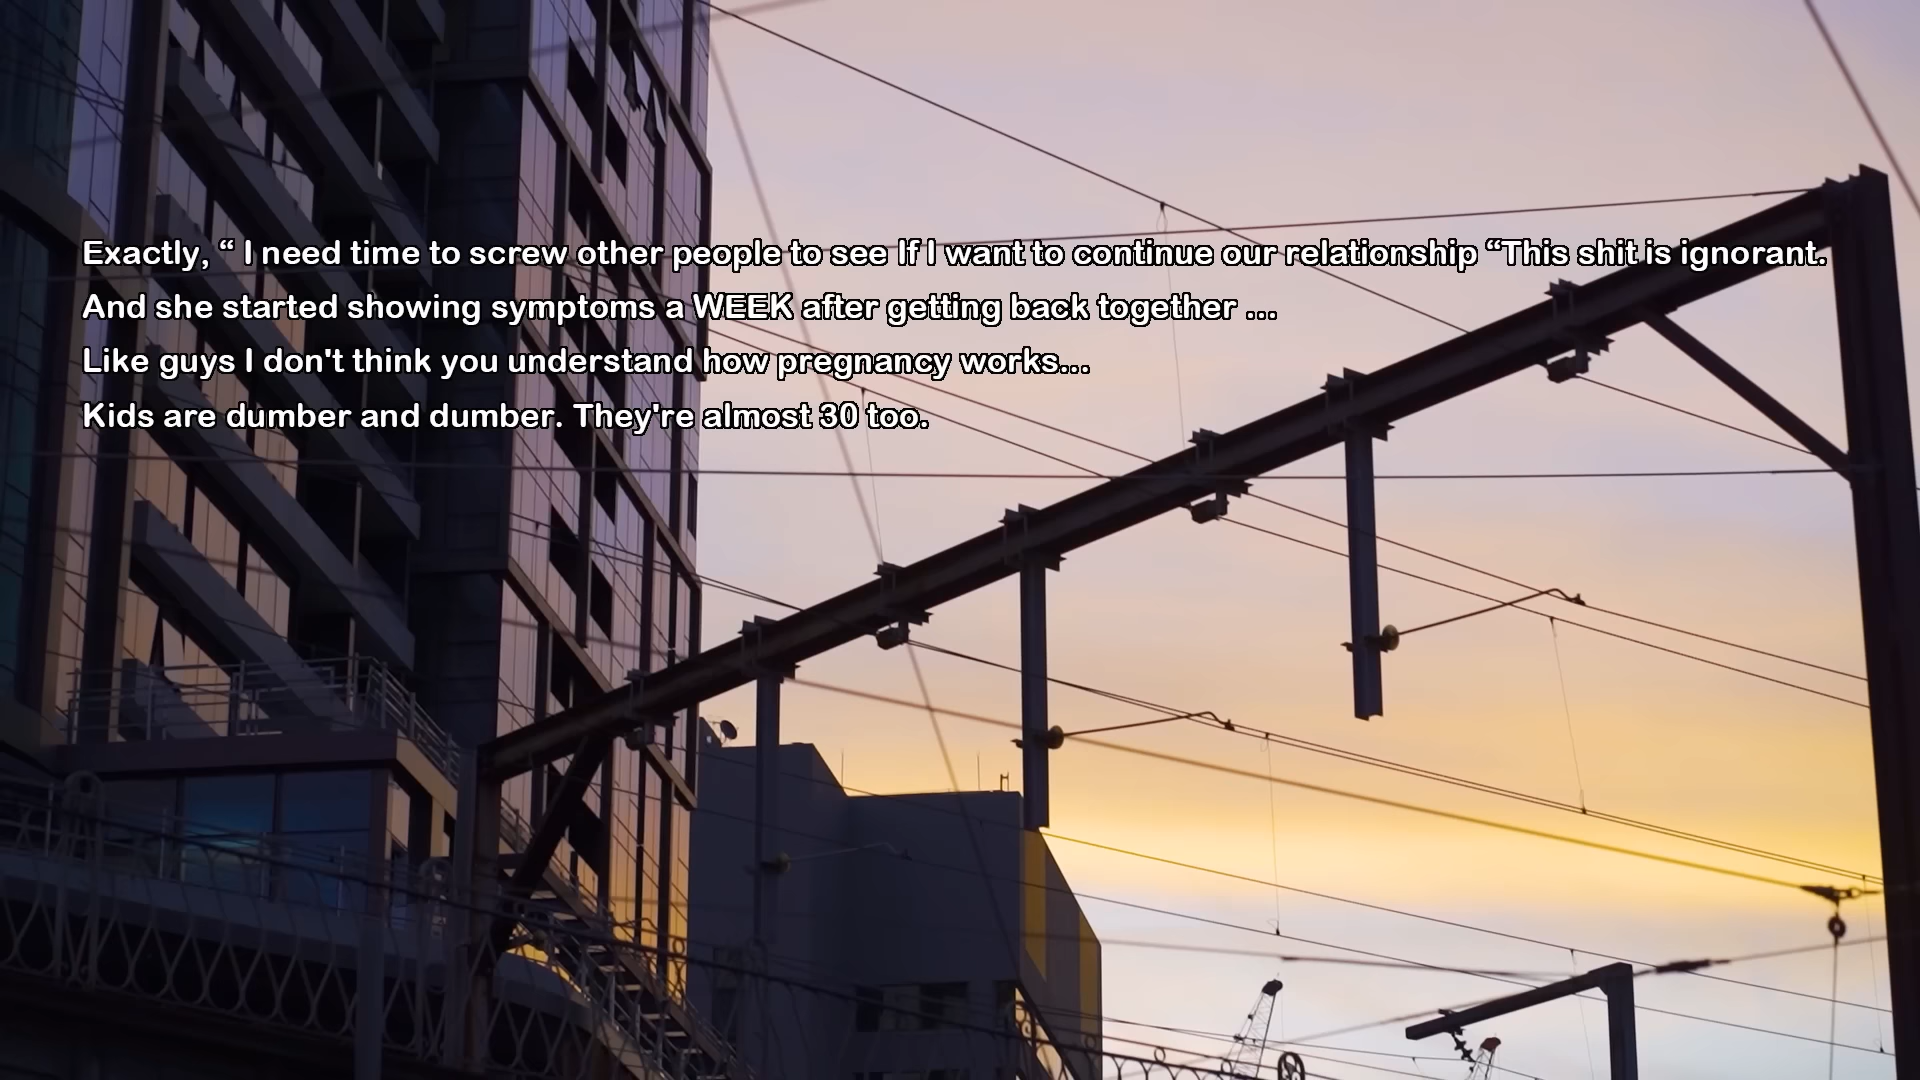 Exactly, “ I need time to screw other people to see If I want to continue our relationship “This shit is ignorant.
And she started showing symptoms a WEEK after getting back together ...
Like guys I don't think you understand how pregnancy works...
Kids are dumber and dumber. They're almost 30 too.